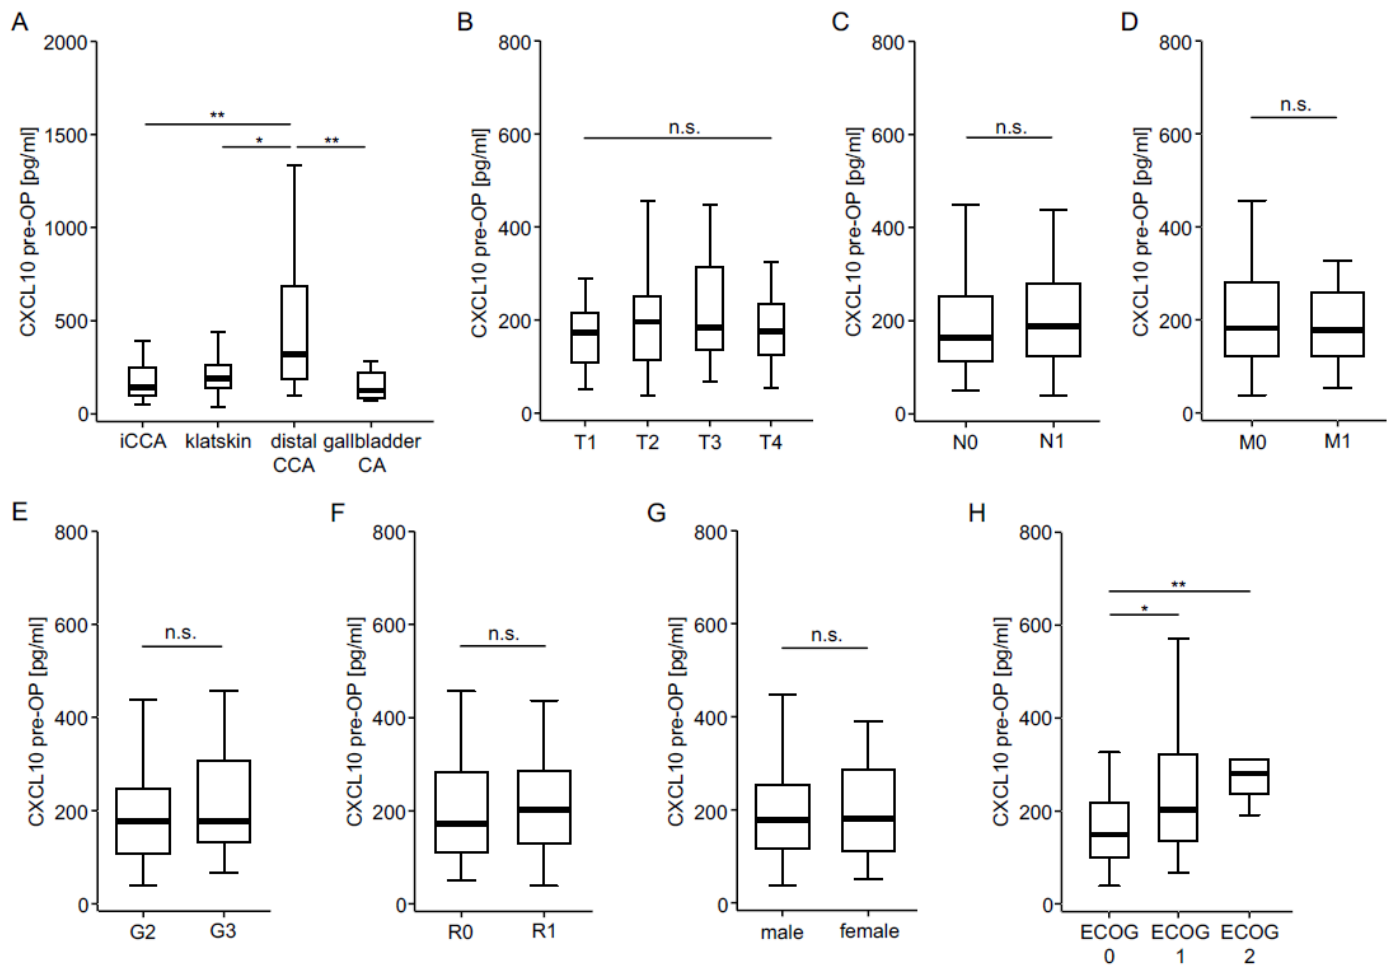 A
CXCL10 pre-OP [pg/ml]
2000
1500
1000
500
0
**
*
**
iCCA
klatskin
distal
CCA
gallbladder
CA
B
CXCL10 pre-OP [pg/ml]
800
600
400
200
0
n.s.
T1
T2
T3
T4
C
CXCL10 pre-OP [pg/ml]
800
600
400
200
0
n.s.
N0
N1
D
CXCL10 pre-OP [pg/ml]
800
600
400
200
0
n.s.
M0
M1
E
CXCL10 pre-OP [pg/ml]
800
600
400
200
0
n.s.
G2
G3
F
CXCL10 pre-OP [pg/ml]
800
600
400
200
0
n.s.
R0
R1
G
CXCL10 pre-OP [pg/ml]
800
600
400
200
0
n.s.
male
female
H
CXCL10 pre-OP [pg/ml]
800
600
400
200
0
**
*
ECOG
0
ECOG
1
ECOG
2